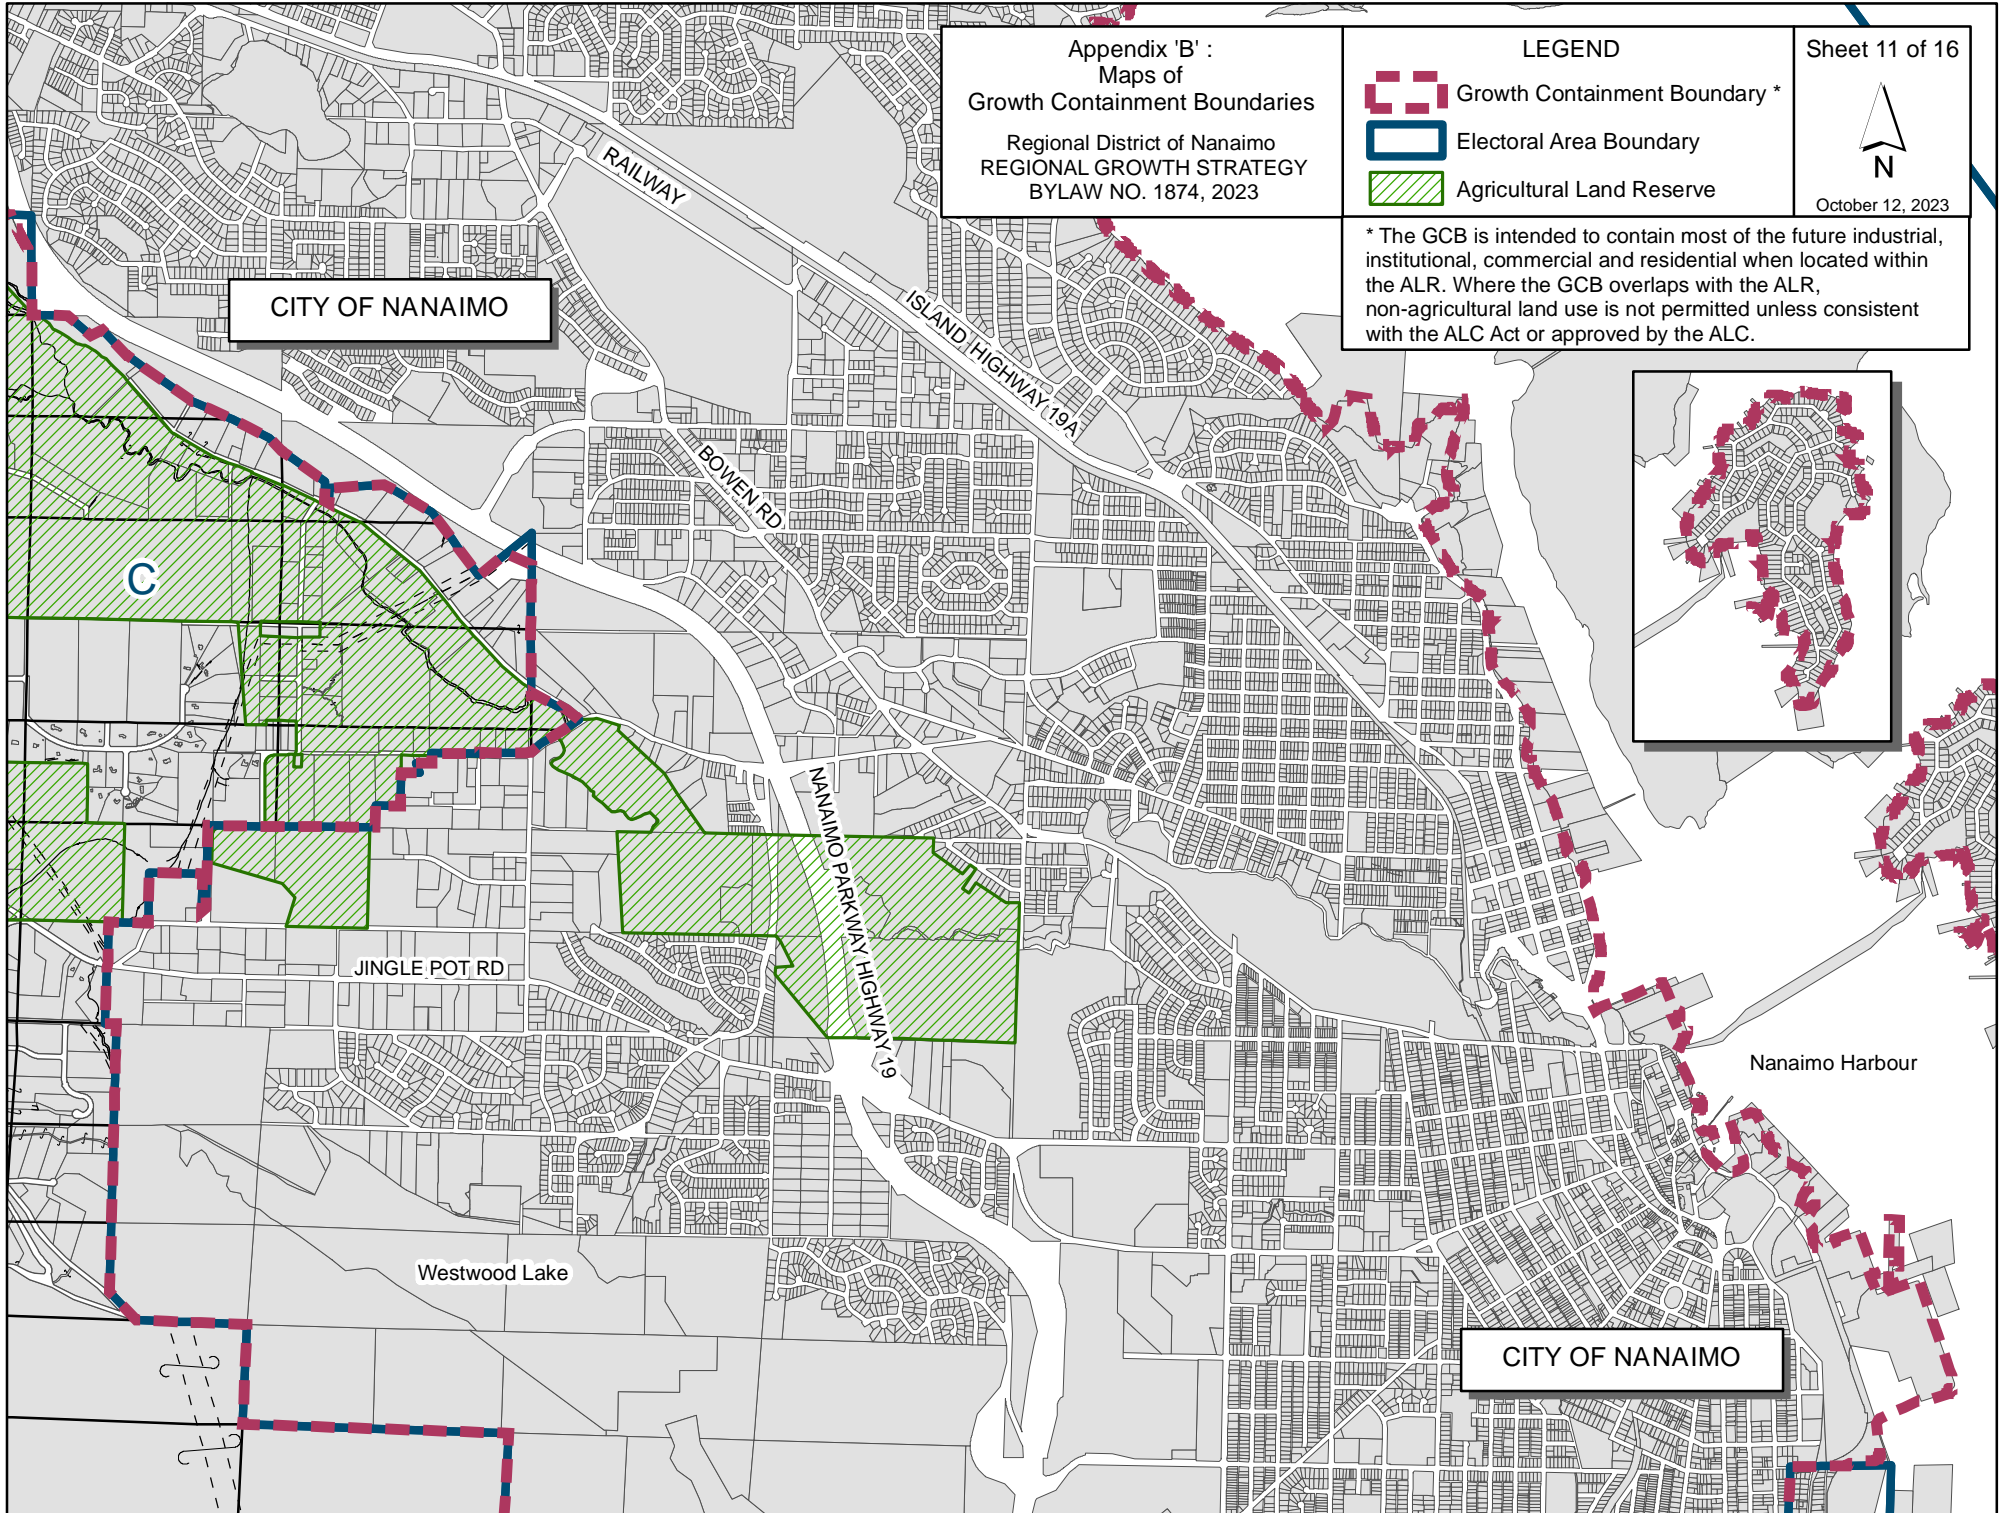 Appendix 'B' :
Maps of
Growth Containment Boundaries
Regional District of Nanaimo
REGIONAL GROWTH STRATEGY
BYLAW NO. 1874, 2023
LEGEND
Growth Containment Boundary *
Electoral Area Boundary
Agricultural Land Reserve
Sheet 11 of 16
N
October 12, 2023
* The GCB is intended to contain most of the future industrial,
institutional, commercial and residential when located within
the ALR. Where the GCB overlaps with the ALR,
non-agricultural land use is not permitted unless consistent
with the ALC Act or approved by the ALC.
RAILWAY
CITY OF NANAIMO
ISLAND HIGHWAY 19A
BOWEN RD
C
NANAIMO PARKWAY HIGHWAY 19
JINGLE POT RD
Nanaimo Harbour
Westwood Lake
CITY OF NANAIMO